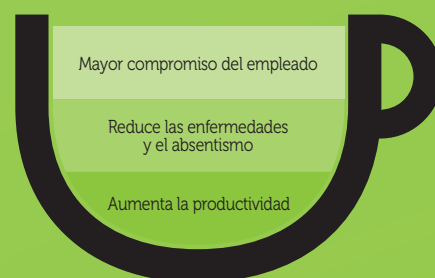 Mayor compromiso del empleado
Reduce las enfermedades
y el absentismo
Aumenta la productividad